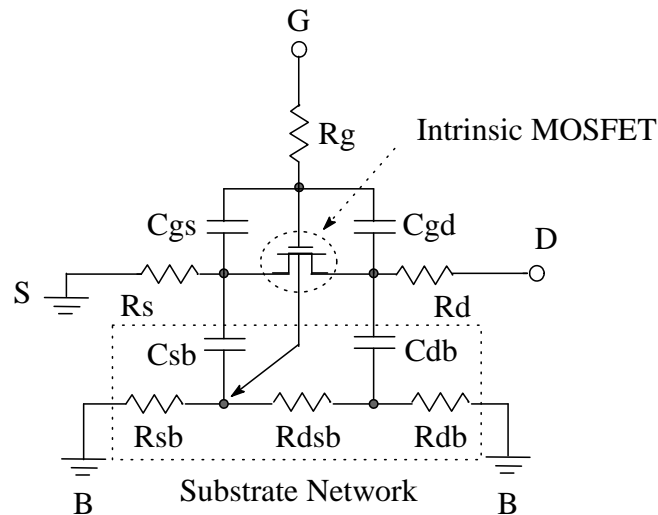 G
Rg
Intrinsic MOSFET
Cgs
Cgd
D
S
Rs
Rd
Csb
Cdb
Rsb
Rdsb
Rdb
B
Substrate Network
B